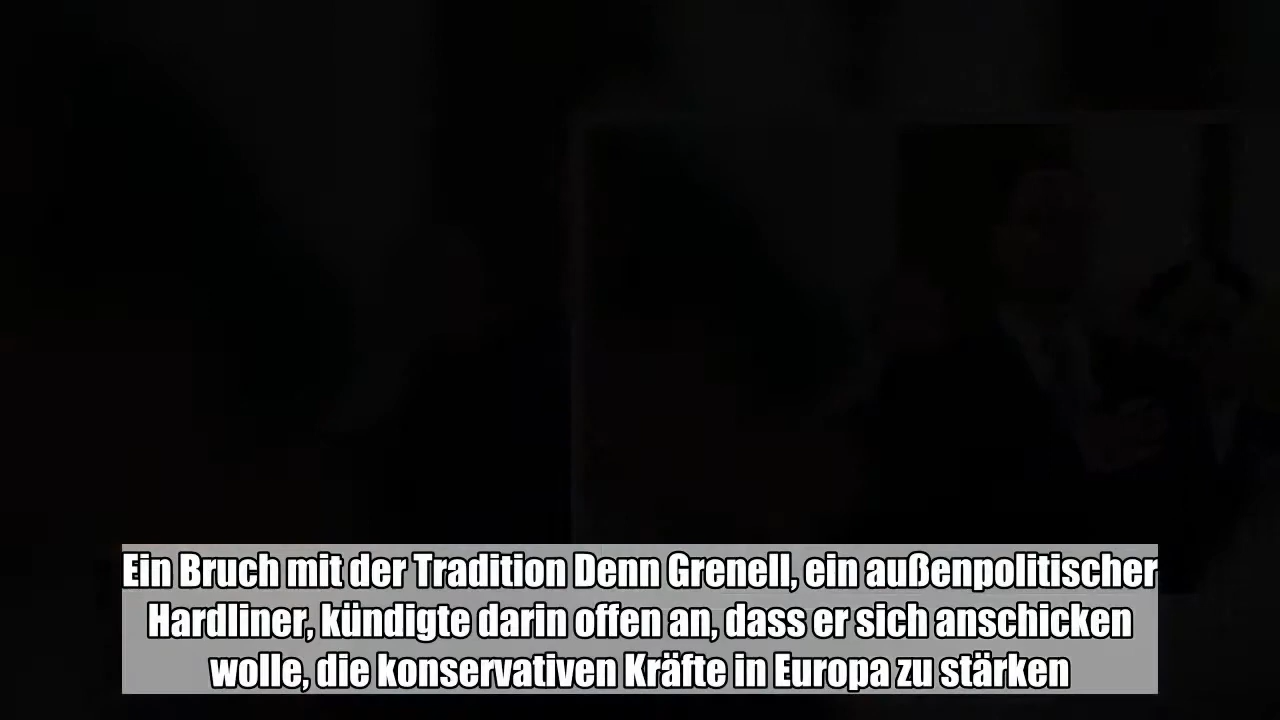 Ein Bruch mit der Tradition Denn Grenell, ein außenpolitischer
Hardliner, kündigte darin offen an, dass er sich anschicken
wolle, die konservativen Kräfte in Europa zu stärken